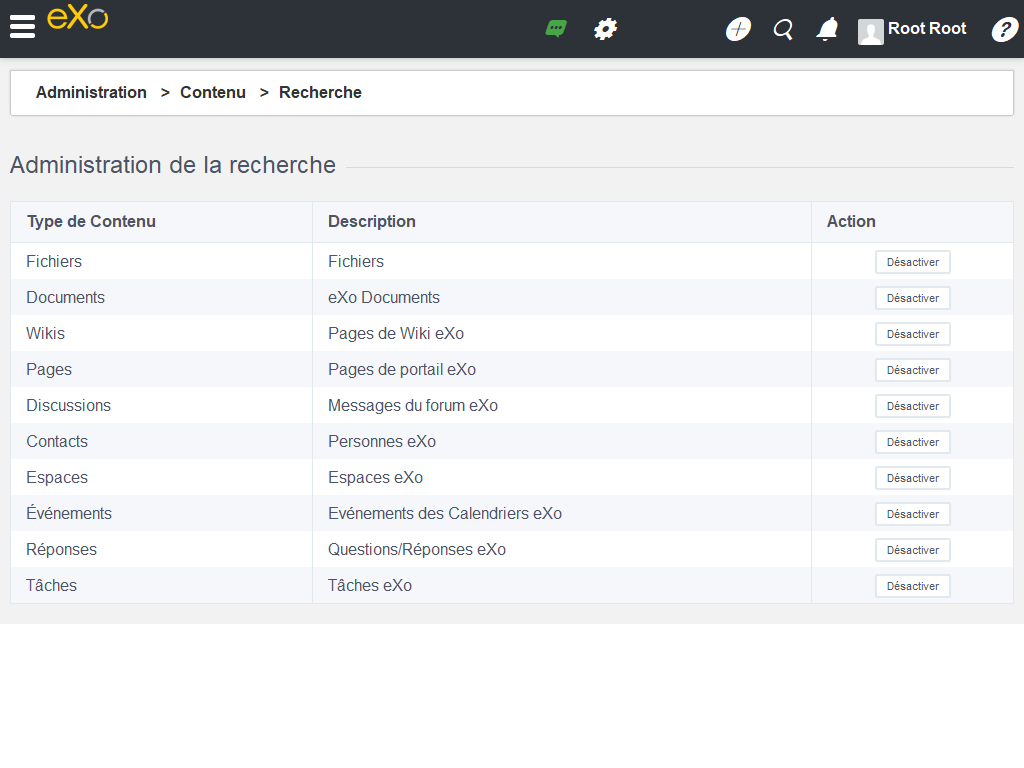 eXo
Root Root
?
Administration > Contenu > Recherche
Administration de la recherche
Type de Contenu Description Action
Fichiers Fichiers Désactiver
Documents eXo Documents Désactiver
Wikis Pages de Wiki eXo Désactiver
Pages Pages de portail eXo Désactiver
Discussions Messages du forum eXo Désactiver
Contacts Personnes eXo Désactiver
Espaces Espaces eXo Désactiver
Événements Evénements des Calendriers eXo Désactiver
Réponses Questions/Réponses eXo Désactiver
Tâches Tâches eXo Désactiver